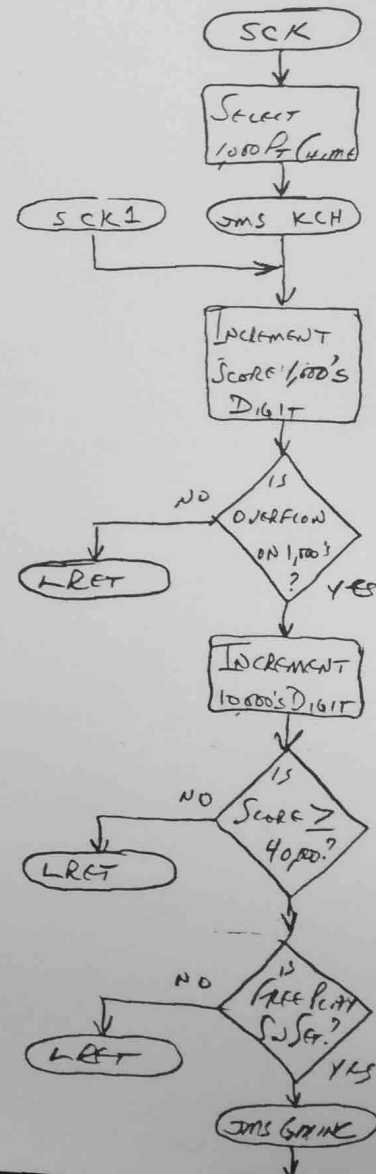 SCK
SELECT
1,000 PT CHIME
SCK1
JMS KCH
INCREMENT
SCORE 1,000'S
DIGIT
IS
OVERFLOW
ON 1,000'S
?
NO
YES
LRET
INCREMENT
10,000'S DIGIT
IS
SCORE ≥
40,000?
NO
LRET
IS
FREE PLAY
SW SET?
NO
YES
LRET
JMS GMINC